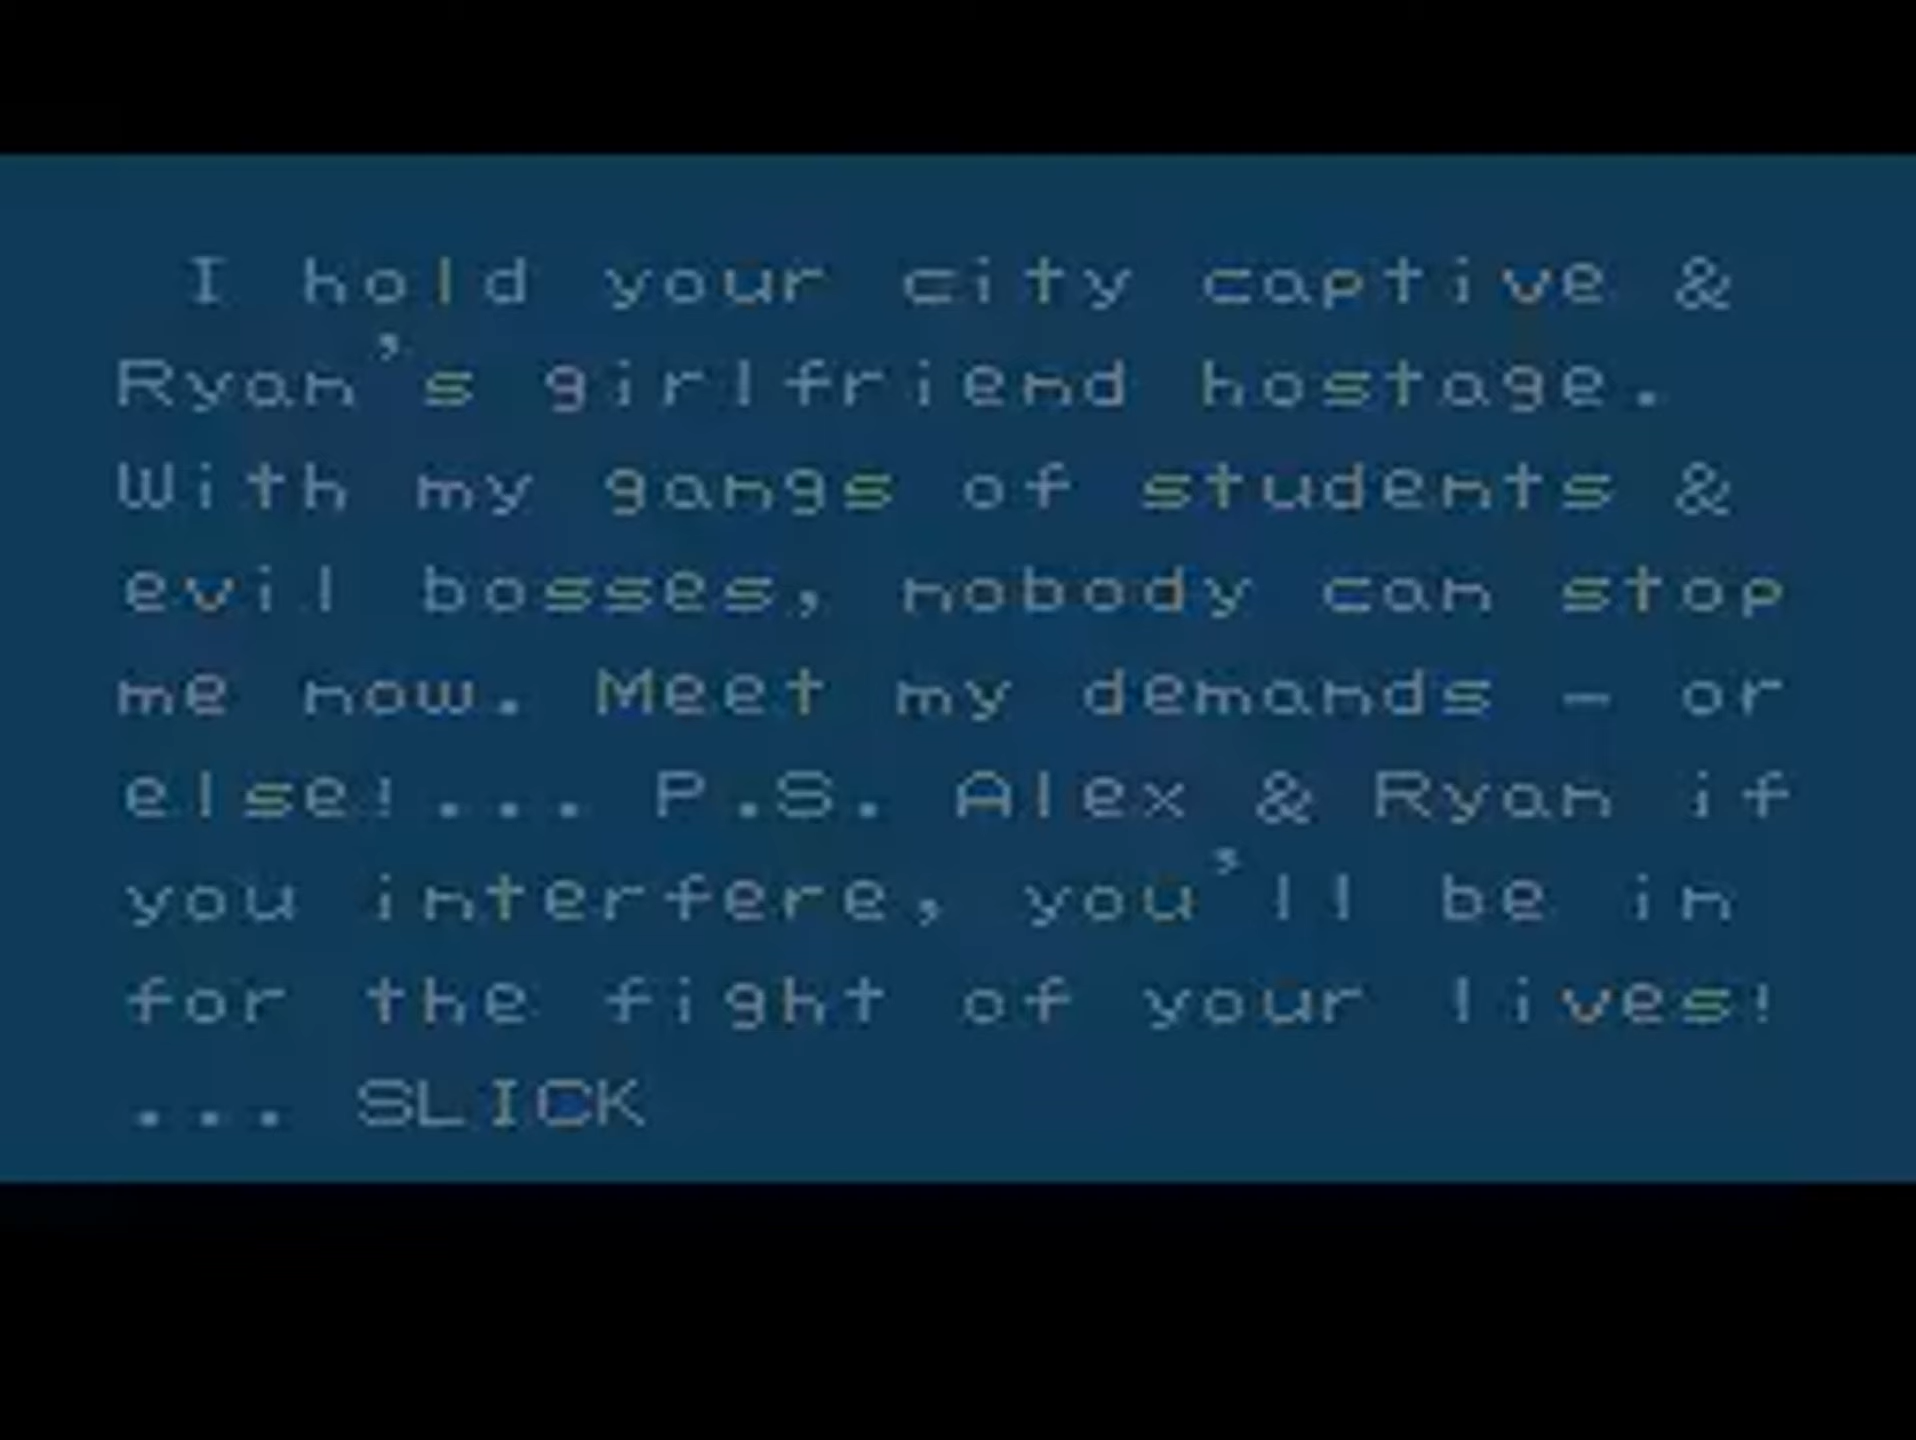 I hold your city captive &
Ryan's girlfriend hostage.
With my gangs of students &
evil bosses, nobody can stop
me now. Meet my demands - or
else!... P.S. Alex & Ryan if
you interfere, you'll be in
for the fight of your lives!
... SLICK